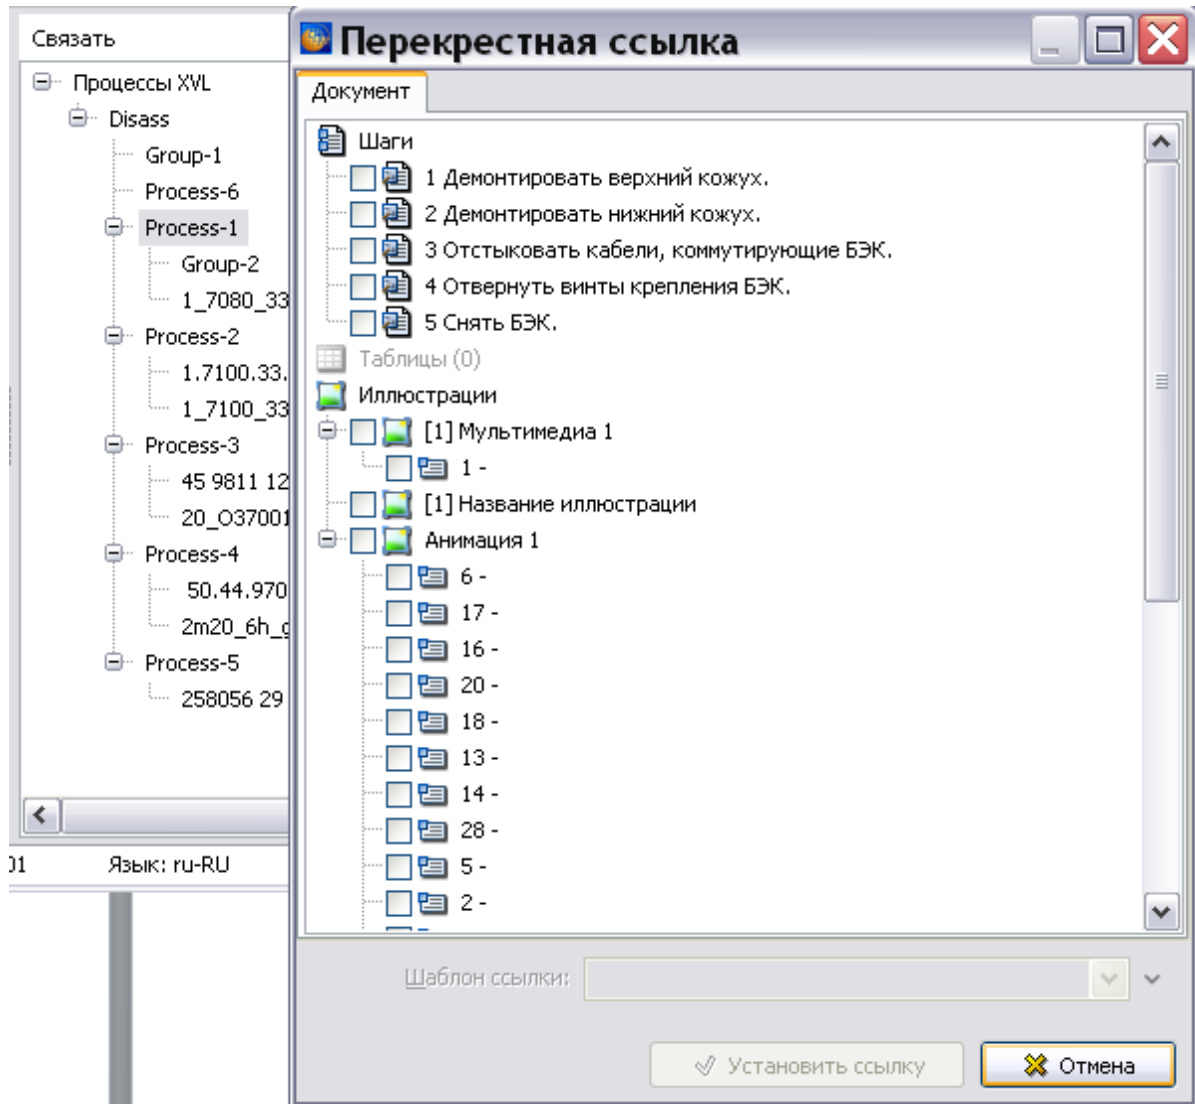 Связать
Процессы XVL
Disass
Group-1
Process-6
Process-1
Group-2
1_7080_33
Process-2
1.7100.33.
1_7100_33
Process-3
45 9811 12
20_O37001
Process-4
50.44.970
2m20_6h_g
Process-5
258056 29
01 Язык: ru-RU
Перекрестная ссылка
Документ
Шаги
1 Демонтировать верхний кожух.
2 Демонтировать нижний кожух.
3 Отстыковать кабели, коммутирующие БЭК.
4 Отвернуть винты крепления БЭК.
5 Снять БЭК.
Таблицы (0)
Иллюстрации
[1] Мультимедиа 1
1 -
[1] Название иллюстрации
Анимация 1
6 -
17 -
16 -
20 -
18 -
13 -
14 -
28 -
5 -
2 -
Шаблон ссылки:
Установить ссылку
Отмена